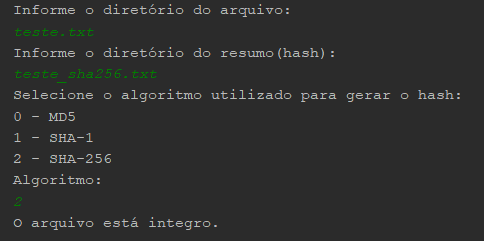 Informe o diretório do arquivo:
teste.txt
Informe o diretório do resumo(hash):
teste_sha256.txt
Selecione o algoritmo utilizado para gerar o hash:
0 - MD5
1 - SHA-1
2 - SHA-256
Algoritmo:
2
O arquivo está integro.